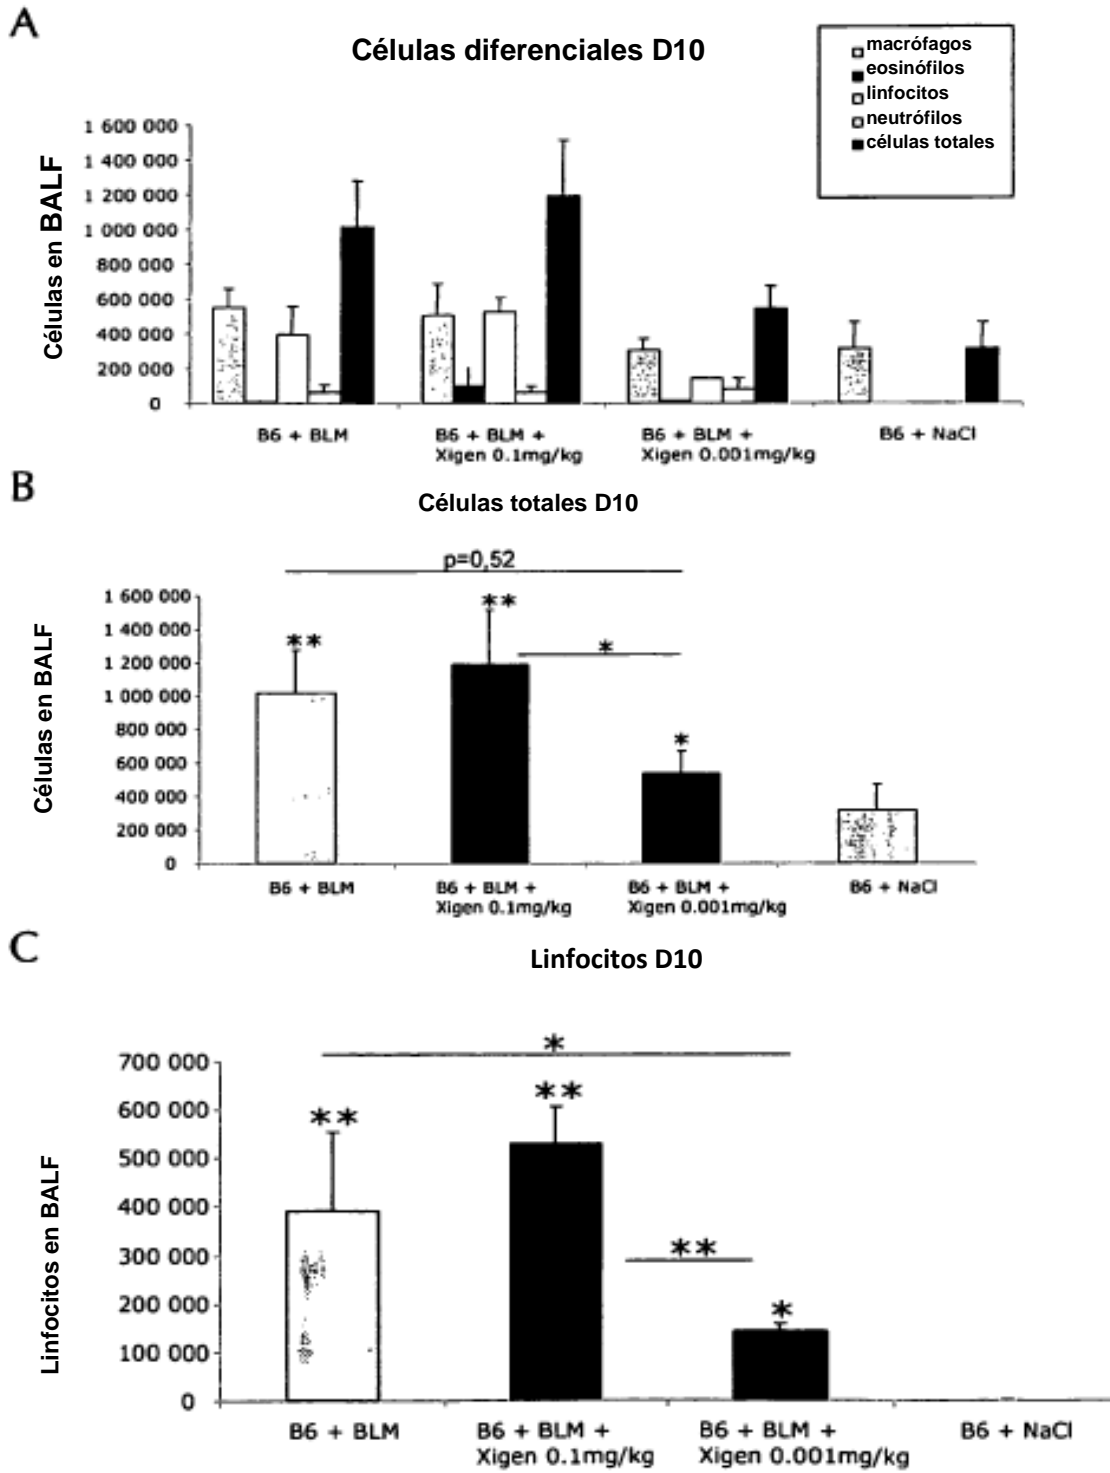 A
Células diferenciales D10
macrófagos
eosinófilos
linfocitos
neutrófilos
células totales
Células en BALF
1 600 000
1 400 000
1 200 000
1 000 000
800 000
600 000
400 000
200 000
0
B6 + BLM
B6 + BLM +
Xigen 0.1mg/kg
B6 + BLM +
Xigen 0.001mg/kg
B6 + NaCl
B
Células totales D10
p=0,52
Células en BALF
1 600 000
1 400 000
1 200 000
1 000 000
800 000
600 000
400 000
200 000
0
**
**
*
*
B6 + BLM
B6 + BLM +
Xigen 0.1mg/kg
B6 + BLM +
Xigen 0.001mg/kg
B6 + NaCl
C
Linfocitos D10
Linfocitos en BALF
700 000
600 000
500 000
400 000
300 000
200 000
100 000
0
*
**
**
**
*
B6 + BLM
B6 + BLM +
Xigen 0.1mg/kg
B6 + BLM +
Xigen 0.001mg/kg
B6 + NaCl